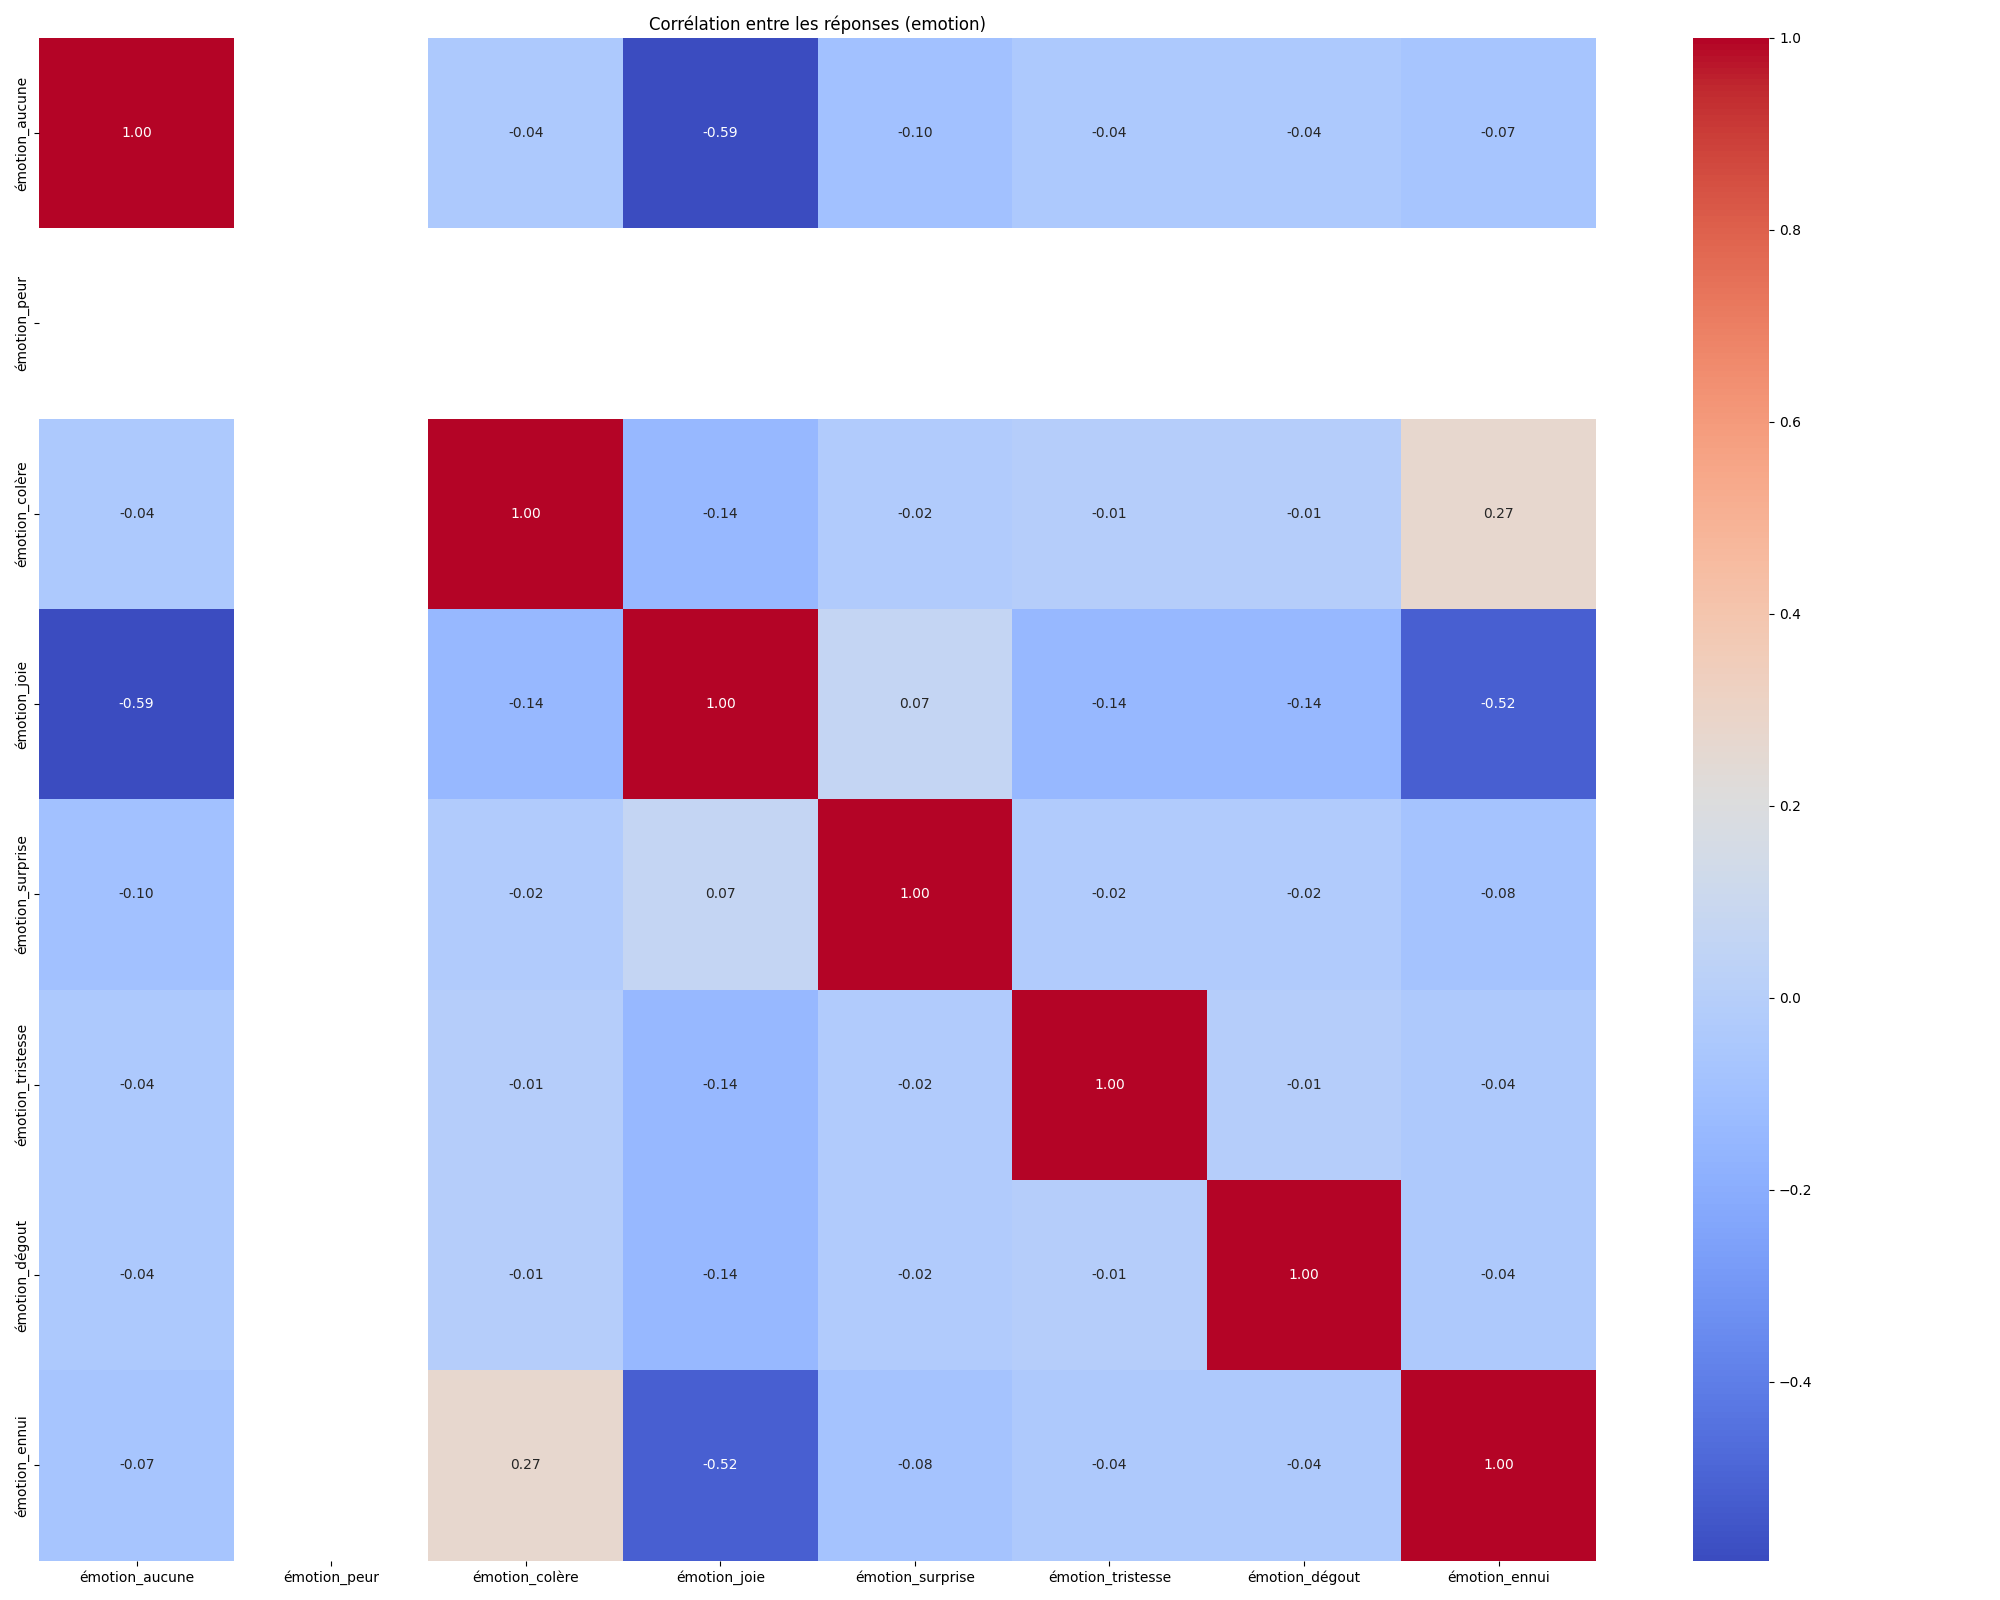 Corrélation entre les réponses (emotion)
émotion_aucune 1.00 -0.04 -0.59 -0.10 -0.04 -0.04 -0.07
émotion_peur
émotion_colère -0.04 1.00 -0.14 -0.02 -0.01 -0.01 0.27
émotion_joie -0.59 -0.14 1.00 0.07 -0.14 -0.14 -0.52
émotion_surprise -0.10 -0.02 0.07 1.00 -0.02 -0.02 -0.08
émotion_tristesse -0.04 -0.01 -0.14 -0.02 1.00 -0.01 -0.04
émotion_dégout -0.04 -0.01 -0.14 -0.02 -0.01 1.00 -0.04
émotion_ennui -0.07 0.27 -0.52 -0.08 -0.04 -0.04 1.00
émotion_aucune émotion_peur émotion_colère émotion_joie émotion_surprise émotion_tristesse émotion_dégout émotion_ennui
1.0
0.8
0.6
0.4
0.2
0.0
−0.2
−0.4